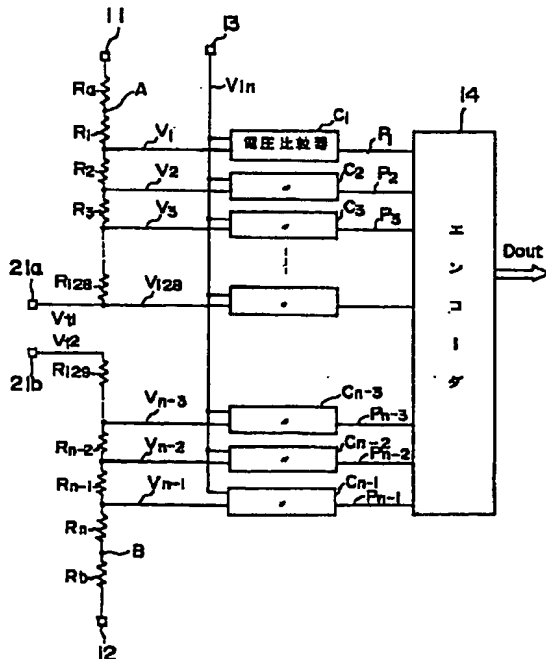 11
13
Ra
A
Vin
R1
V1
C1
電圧比較器
P1
14
R2
V2
C2
〃
P2
R3
V3
C3
〃
P3
エンコーダ
Dout
21a
R128
V128
〃
Vt1
Vt2
21b
R129
Cn-3
Vn-3
〃
Pn-3
Rn-2
Vn-2
Cn-2
〃
Pn-2
Rn-1
Vn-1
Cn-1
〃
Pn-1
Rn
B
Rb
12